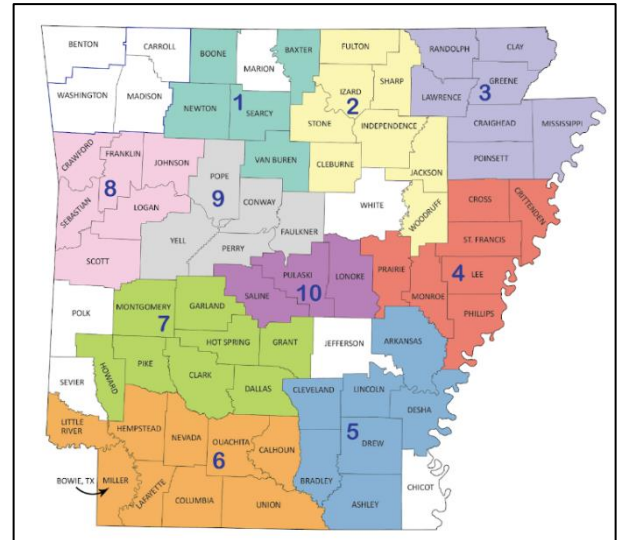 BENTON
CARROLL
BOONE
BAXTER
FULTON
RANDOLPH
CLAY
MARION
SHARP
GREENE
WASHINGTON
MADISON
IZARD
LAWRENCE
3
NEWTON
1
SEARCY
2
STONE
INDEPENDENCE
CRAIGHEAD
MISSISSIPPI
CRAWFORD
FRANKLIN
JOHNSON
VAN BUREN
CLEBURNE
JACKSON
POINSETT
8
POPE
9
CONWAY
WHITE
WOODRUFF
CROSS
CRITTENDEN
SEBASTIAN
LOGAN
FAULKNER
ST. FRANCIS
YELL
PERRY
SCOTT
PULASKI
LONOKE
PRAIRIE
4
LEE
SALINE
10
MONROE
PHILLIPS
POLK
MONTGOMERY
GARLAND
7
HOT SPRING
GRANT
JEFFERSON
ARKANSAS
HOWARD
PIKE
CLARK
DALLAS
SEVIER
CLEVELAND
LINCOLN
DESHA
LITTLE
RIVER
HEMPSTEAD
NEVADA
OUACHITA
6
CALHOUN
5
DREW
BRADLEY
BOWIE, TX
MILLER
LAFAYETTE
COLUMBIA
UNION
ASHLEY
CHICOT